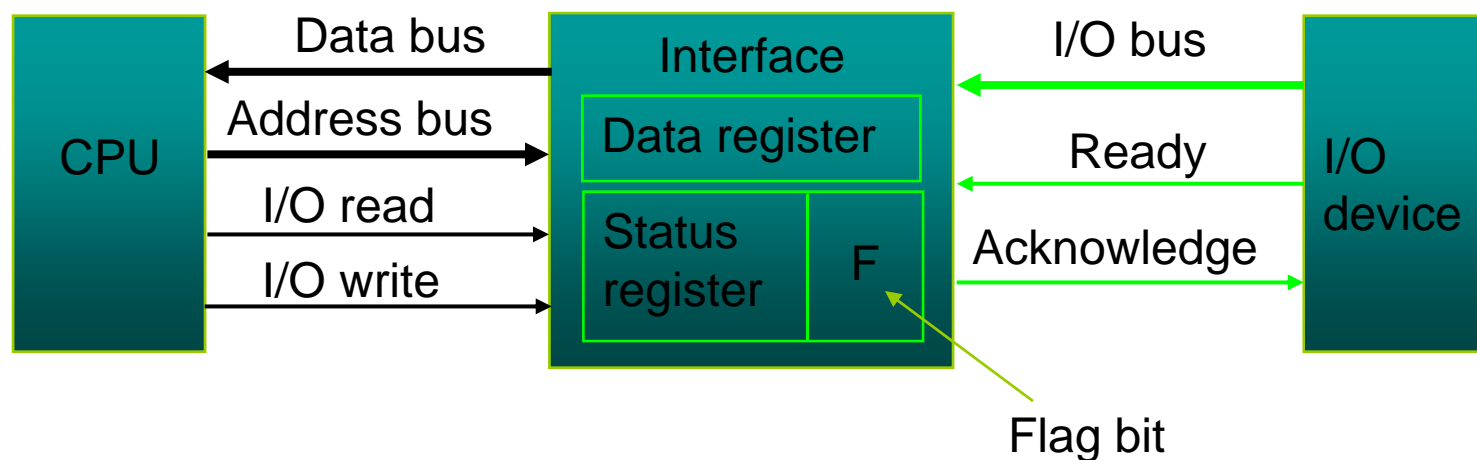 Data bus
Address bus
CPU
I/O read
I/O write
Interface
Data register
Status
register
F
I/O bus
Ready
Acknowledge
I/O
device
Flag bit